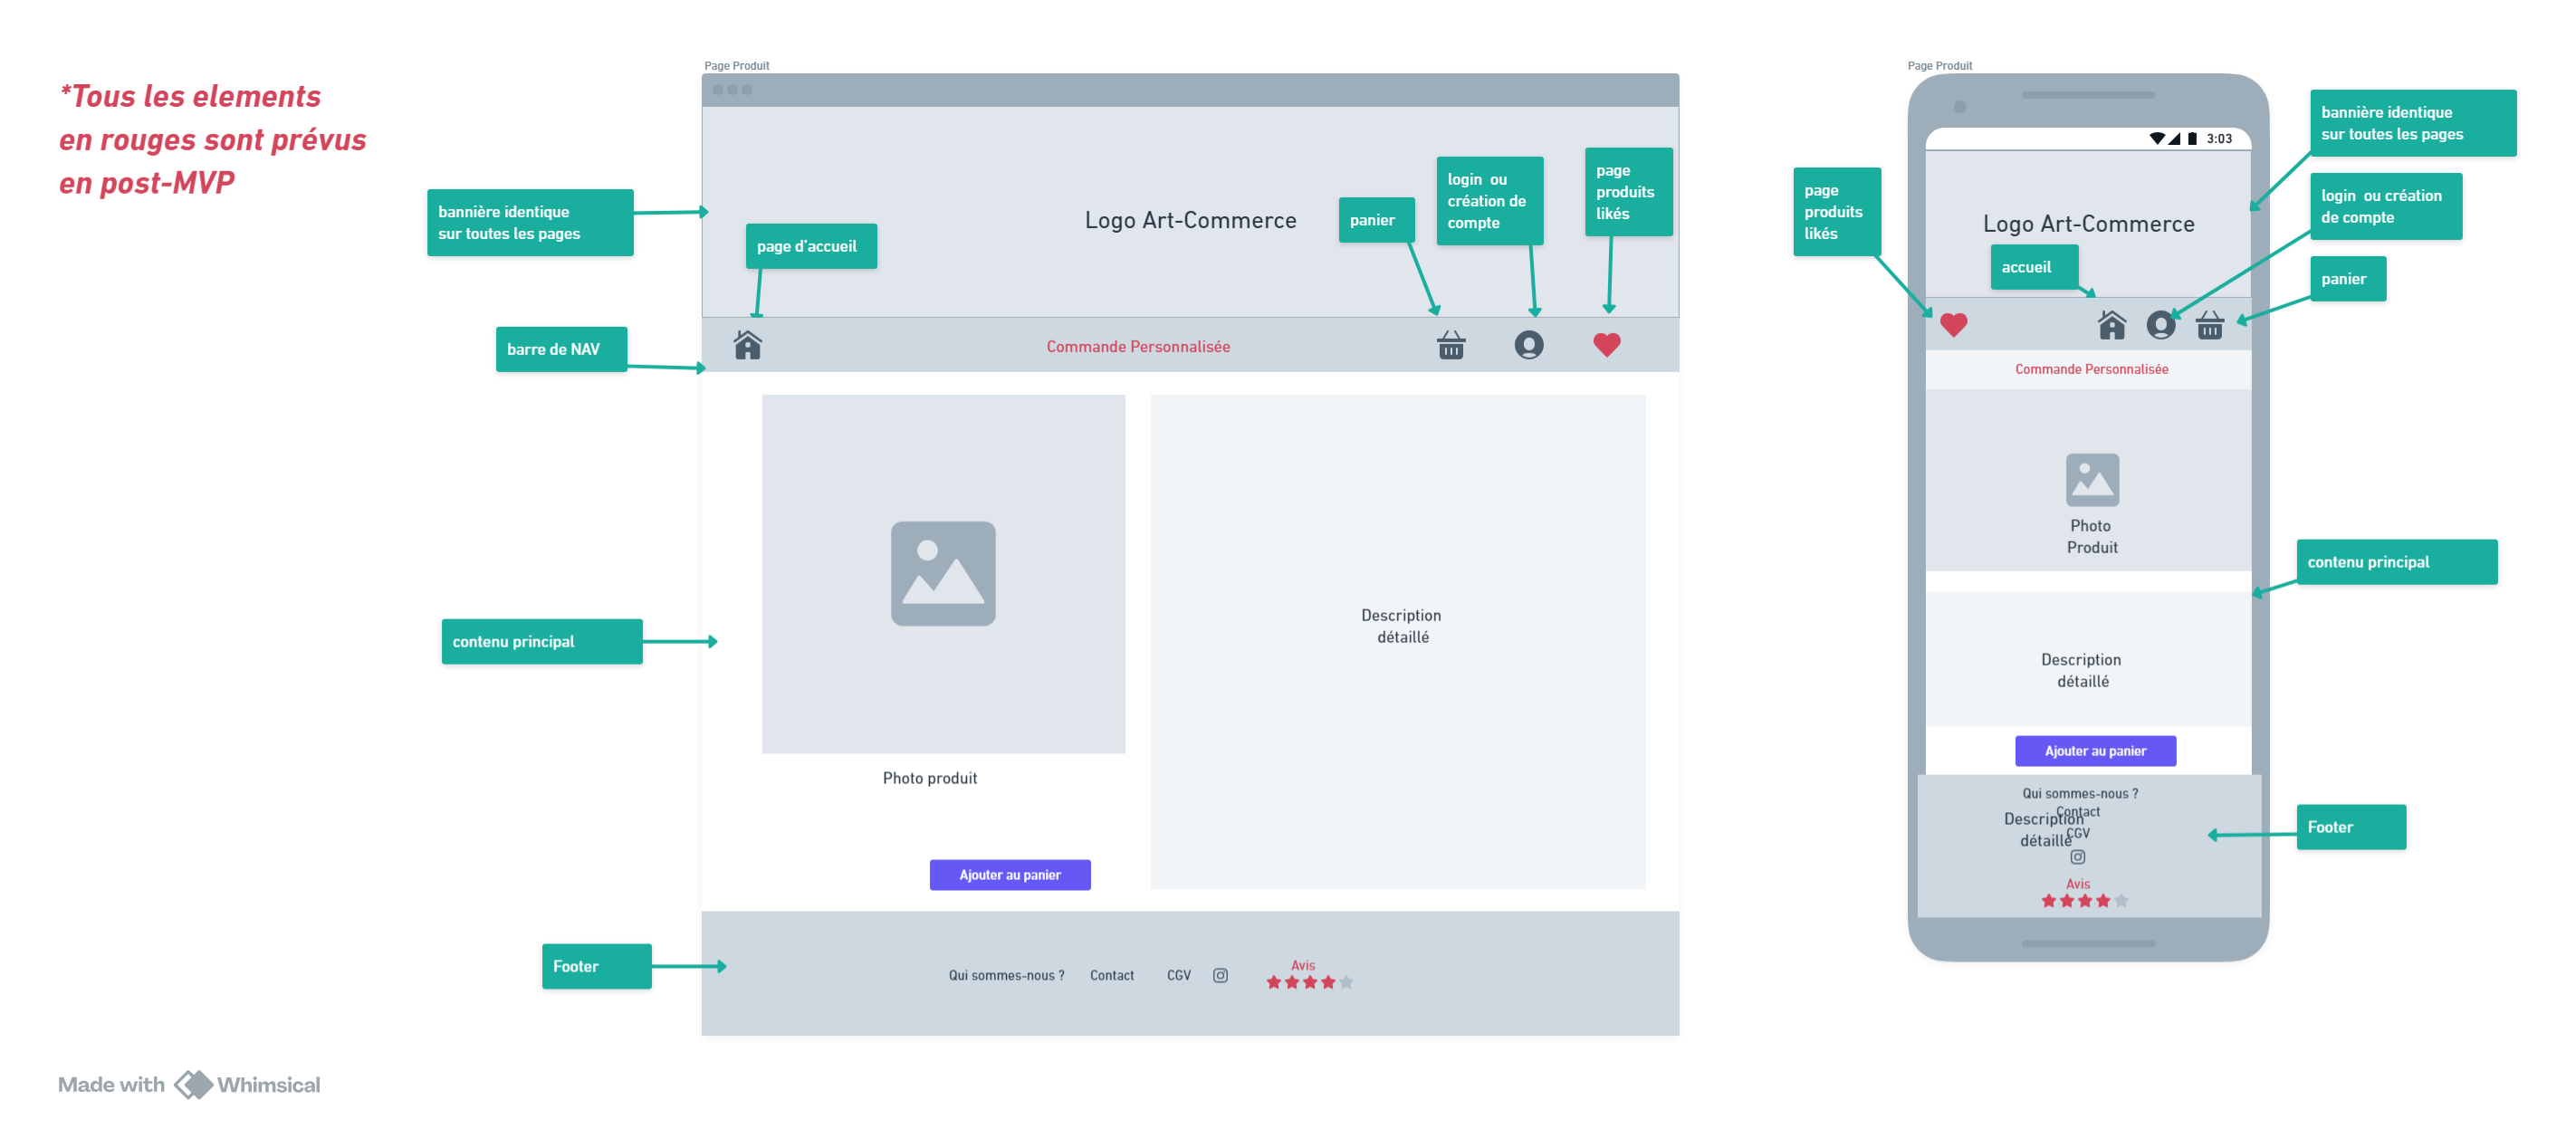 *Tous les elements
en rouges sont prévus
en post-MVP
Page Produit
bannière identique
sur toutes les pages
page d'accueil
Logo Art-Commerce
panier
login ou
création de
compte
page
produits
likés
barre de NAV
Commande Personnalisée
contenu principal
Description
détaillé
Photo produit
Ajouter au panier
Footer
Qui sommes-nous ?
Contact
CGV
Avis
Page Produit
3:03
bannière identique
sur toutes les pages
page
produits
likés
login ou création
de compte
Logo Art-Commerce
accueil
panier
Commande Personnalisée
Photo
Produit
contenu principal
Description
détaillé
Ajouter au panier
Qui sommes-nous ?
Contact
Description
CGV
détaillé
Footer
Avis
Made with Whimsical